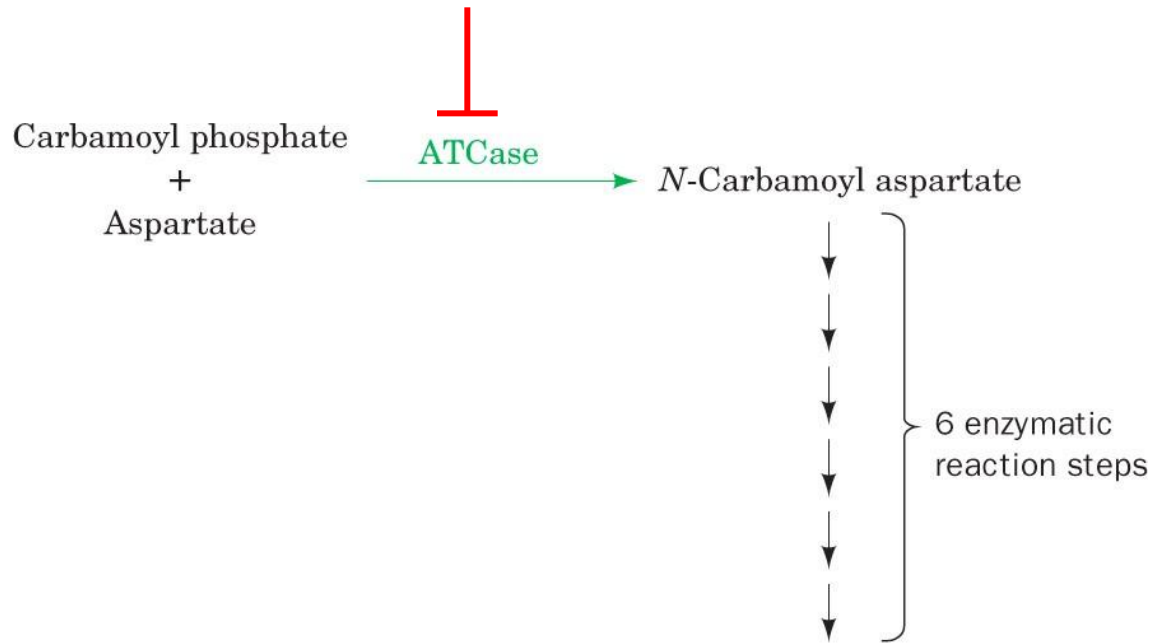 Carbamoyl phosphate
+
Aspartate
ATCase
N-Carbamoyl aspartate
6 enzymatic
reaction steps